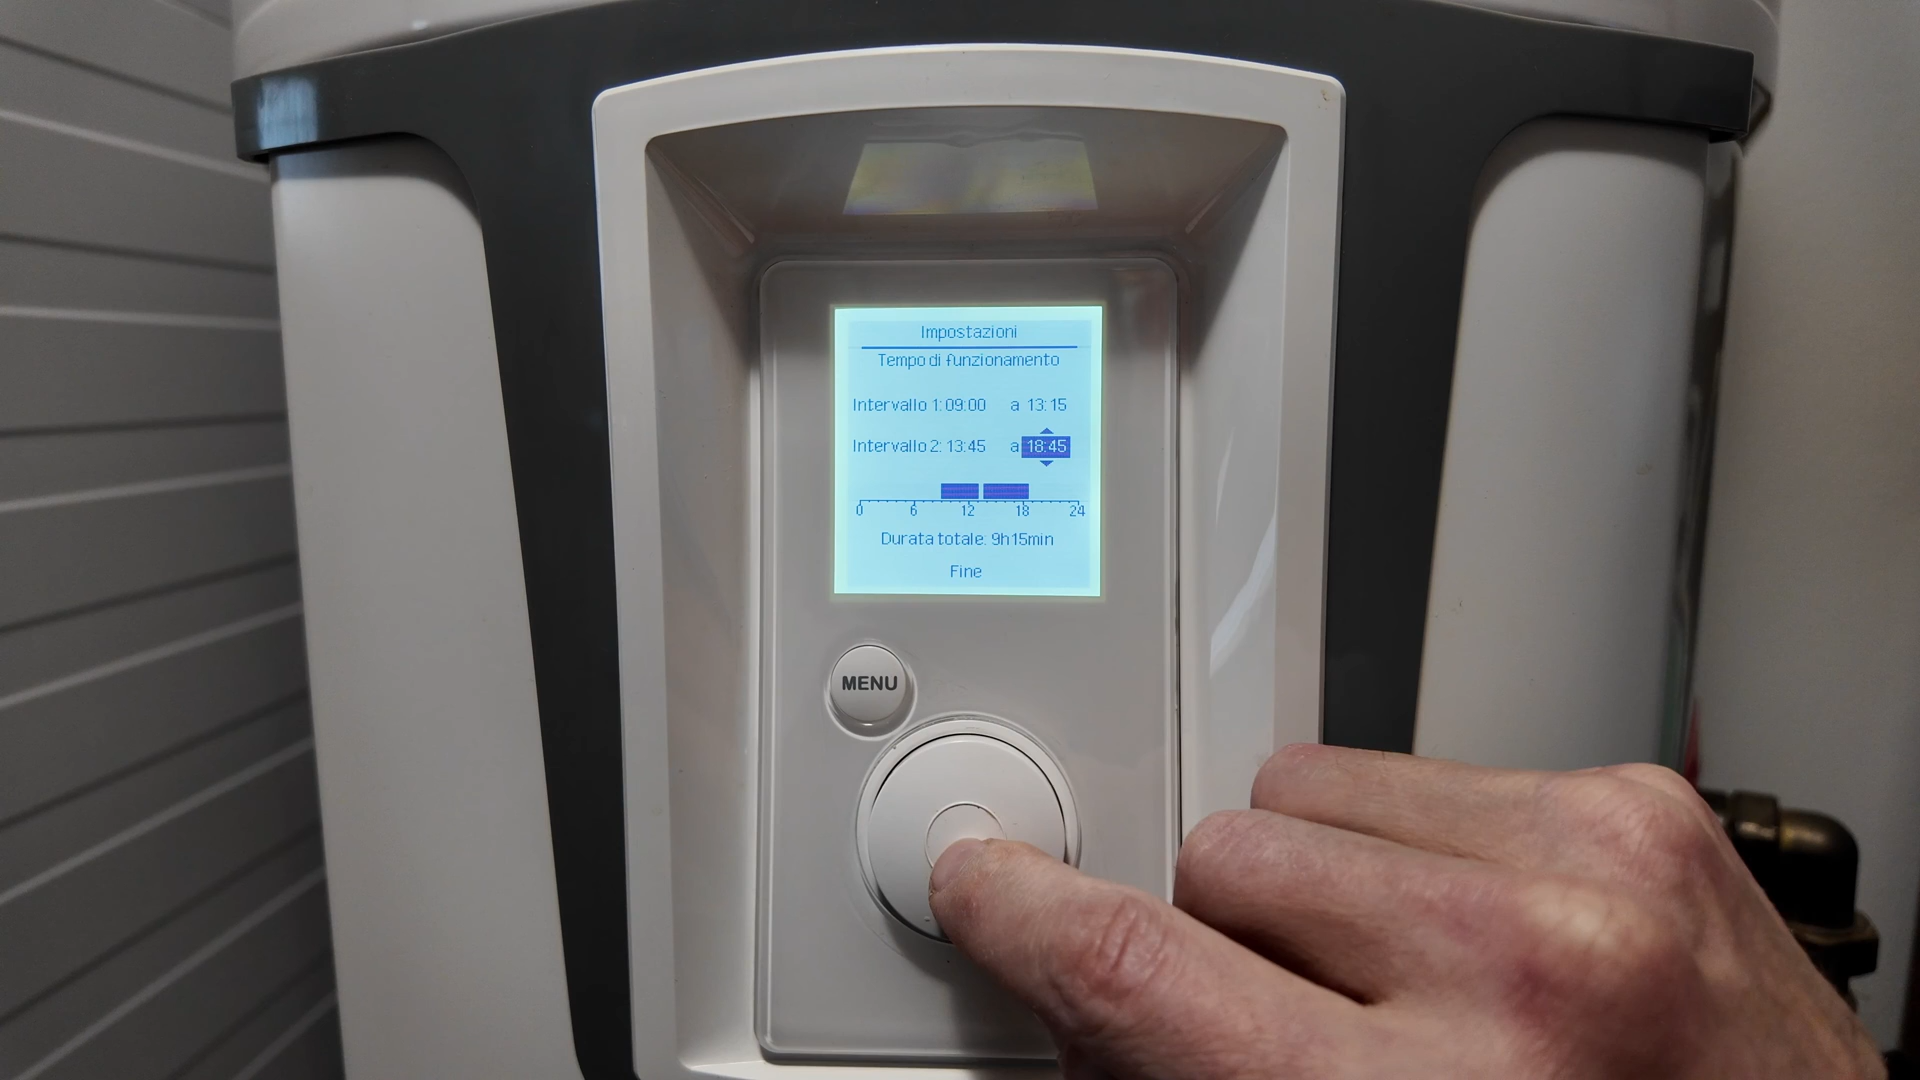 Impostazioni
Tempo di funzionamento
Intervallo 1: 09:00 a 13:15
Intervallo 2: 13:45 a 18:45
0 6 12 18 24
Durata totale: 9h15min
Fine
MENU